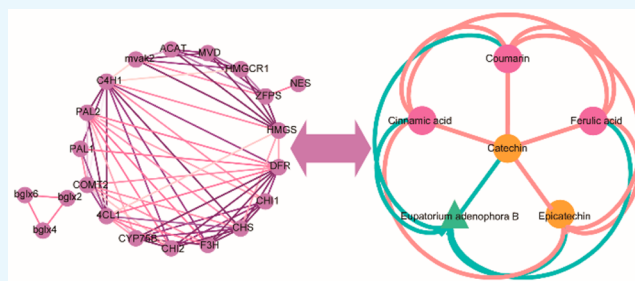 ACAT
MVD
mvak2
HMGCR1
ZFPS
NES
C4H1
HMGS
PAL2
PAL1
DFR
COMT2
bglx6
bglx2
bglx4
4CL1
CHI1
CYP75B
CHS
F3H
CHI2
Coumarin
Cinnamic acid
Ferulic acid
Catechin
Eupatorium adenophora B
Epicatechin